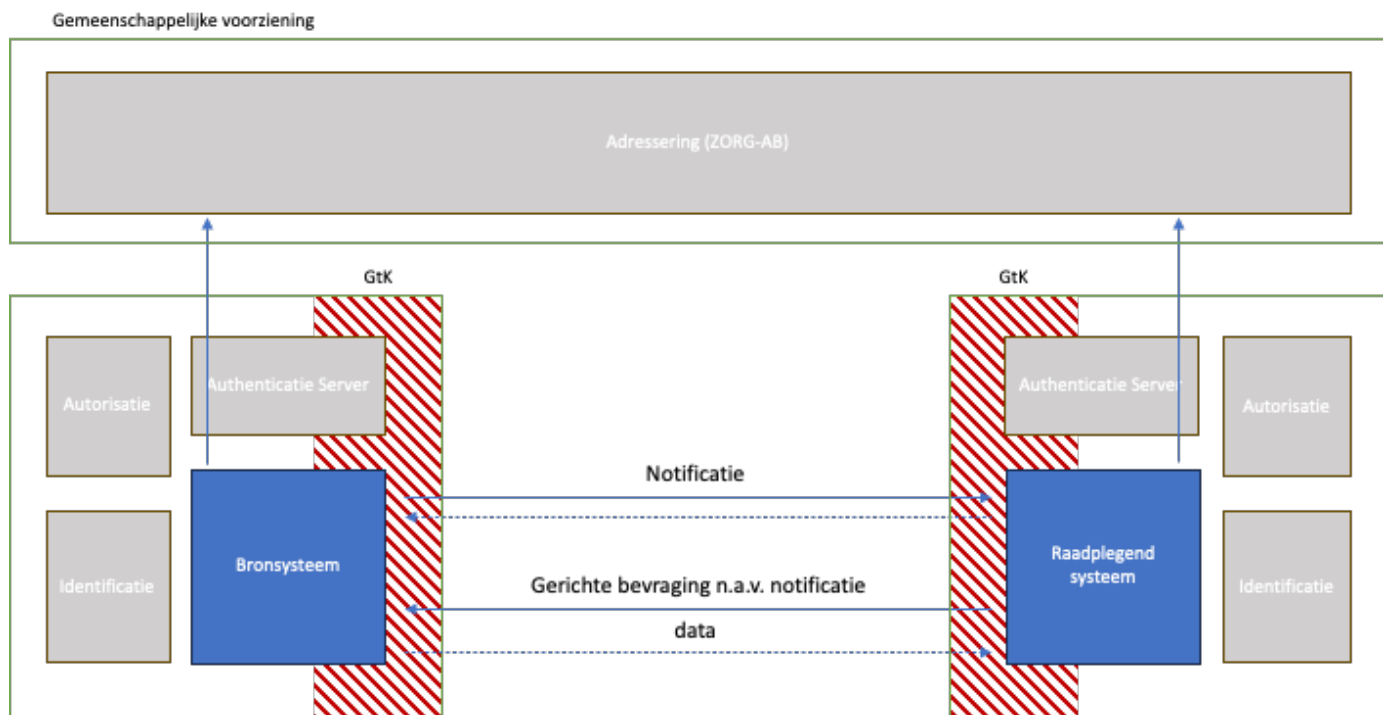 Gemeenschappelijke voorziening
Adressering (ZORG-AB)
GtK
GtK
Autorisatie
Authenticatie Server
Authenticatie Server
Autorisatie
Notificatie
Bronsysteem
Raadplegend
systeem
Identificatie
Gerichte bevraging n.a.v. notificatie
Identificatie
data